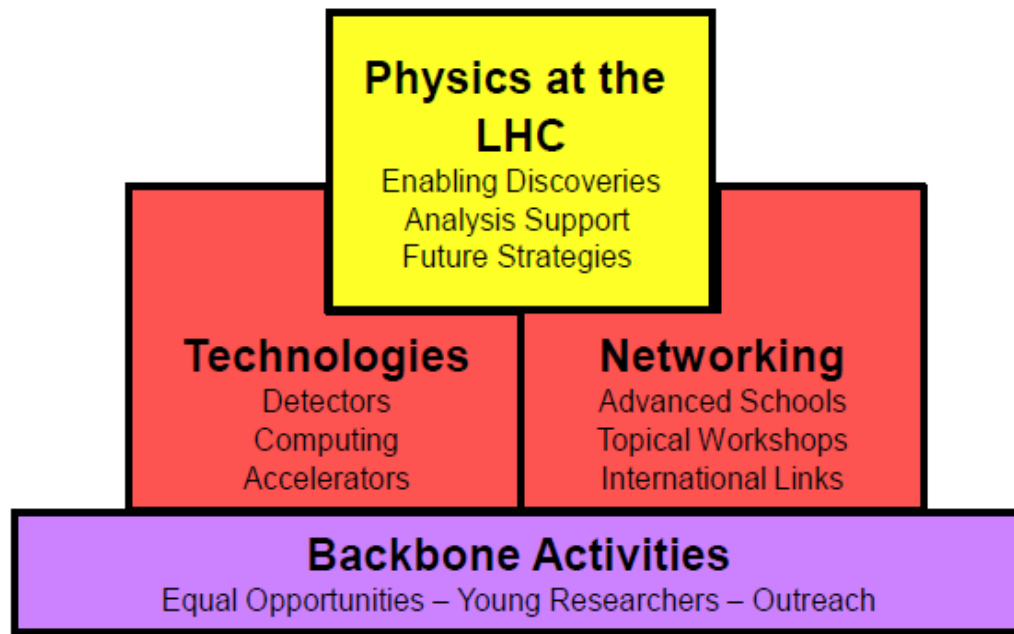 Physics at the
LHC
Enabling Discoveries
Analysis Support
Future Strategies
Technologies
Detectors
Computing
Accelerators
Networking
Advanced Schools
Topical Workshops
International Links
Backbone Activities
Equal Opportunities – Young Researchers – Outreach